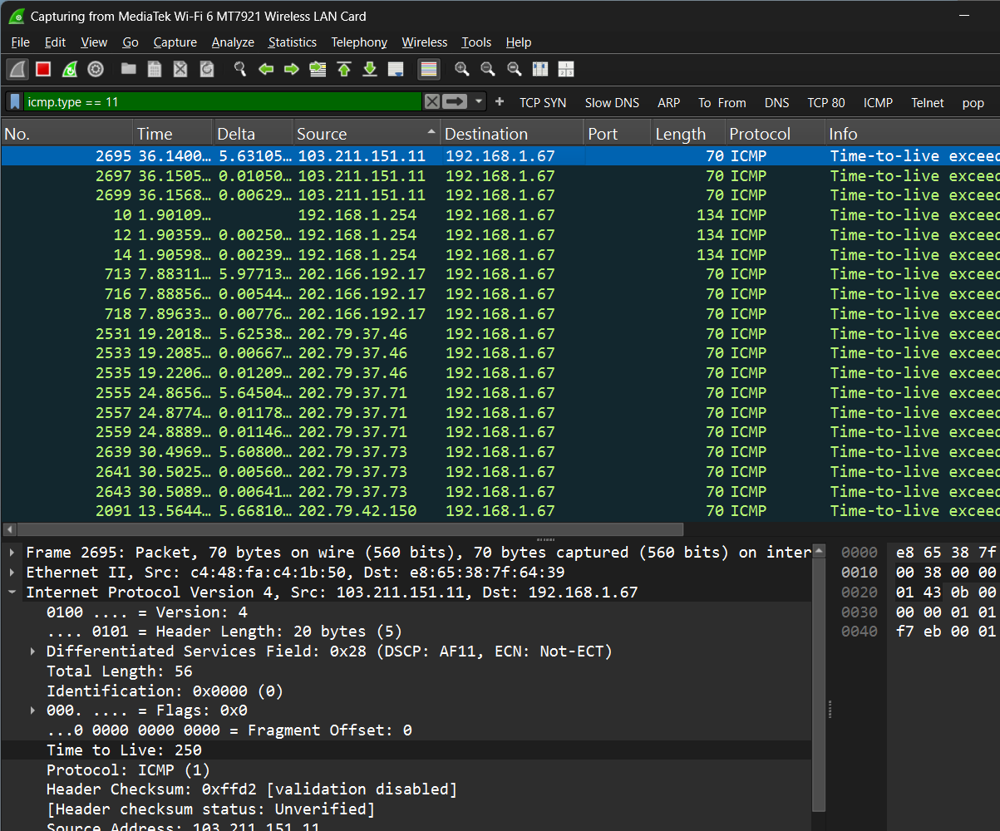 Capturing from MediaTek Wi-Fi 6 MT7921 Wireless LAN Card
File Edit View Go Capture Analyze Statistics Telephony Wireless Tools Help
icmp.type == 11 + TCP SYN Slow DNS ARP To From DNS TCP 80 ICMP Telnet pop
No. Time Delta Source Destination Port Length Protocol Info
2695 36.1400… 5.63105… 103.211.151.11 192.168.1.67 70 ICMP Time-to-live exceed
2697 36.1505… 0.01050… 103.211.151.11 192.168.1.67 70 ICMP Time-to-live exceed
2699 36.1568… 0.00629… 103.211.151.11 192.168.1.67 70 ICMP Time-to-live exceed
10 1.90109… 192.168.1.254 192.168.1.67 134 ICMP Time-to-live exceed
12 1.90359… 0.00250… 192.168.1.254 192.168.1.67 134 ICMP Time-to-live exceed
14 1.90598… 0.00239… 192.168.1.254 192.168.1.67 134 ICMP Time-to-live exceed
713 7.88311… 5.97713… 202.166.192.17 192.168.1.67 70 ICMP Time-to-live exceed
716 7.88856… 0.00544… 202.166.192.17 192.168.1.67 70 ICMP Time-to-live exceed
718 7.89633… 0.00776… 202.166.192.17 192.168.1.67 70 ICMP Time-to-live exceed
2531 19.2018… 5.62538… 202.79.37.46 192.168.1.67 70 ICMP Time-to-live exceed
2533 19.2085… 0.00667… 202.79.37.46 192.168.1.67 70 ICMP Time-to-live exceed
2535 19.2206… 0.01209… 202.79.37.46 192.168.1.67 70 ICMP Time-to-live exceed
2555 24.8656… 5.64504… 202.79.37.71 192.168.1.67 70 ICMP Time-to-live exceed
2557 24.8774… 0.01178… 202.79.37.71 192.168.1.67 70 ICMP Time-to-live exceed
2559 24.8889… 0.01146… 202.79.37.71 192.168.1.67 70 ICMP Time-to-live exceed
2639 30.4969… 5.60800… 202.79.37.73 192.168.1.67 70 ICMP Time-to-live exceed
2641 30.5025… 0.00560… 202.79.37.73 192.168.1.67 70 ICMP Time-to-live exceed
2643 30.5089… 0.00641… 202.79.37.73 192.168.1.67 70 ICMP Time-to-live exceed
2091 13.5644… 5.66810… 202.79.42.150 192.168.1.67 70 ICMP Time-to-live exceed
Frame 2695: Packet, 70 bytes on wire (560 bits), 70 bytes captured (560 bits) on inter
Ethernet II, Src: c4:48:fa:c4:1b:50, Dst: e8:65:38:7f:64:39
Internet Protocol Version 4, Src: 103.211.151.11, Dst: 192.168.1.67
0100 .... = Version: 4
.... 0101 = Header Length: 20 bytes (5)
Differentiated Services Field: 0x28 (DSCP: AF11, ECN: Not-ECT)
Total Length: 56
Identification: 0x0000 (0)
000. .... = Flags: 0x0
...0 0000 0000 0000 = Fragment Offset: 0
Time to Live: 250
Protocol: ICMP (1)
Header Checksum: 0xffd2 [validation disabled]
[Header checksum status: Unverified]
Source Address: 103.211.151.11
0000 e8 65 38 7f
0010 00 38 00 00
0020 01 43 0b 00
0030 00 00 01 01
0040 f7 eb 00 01